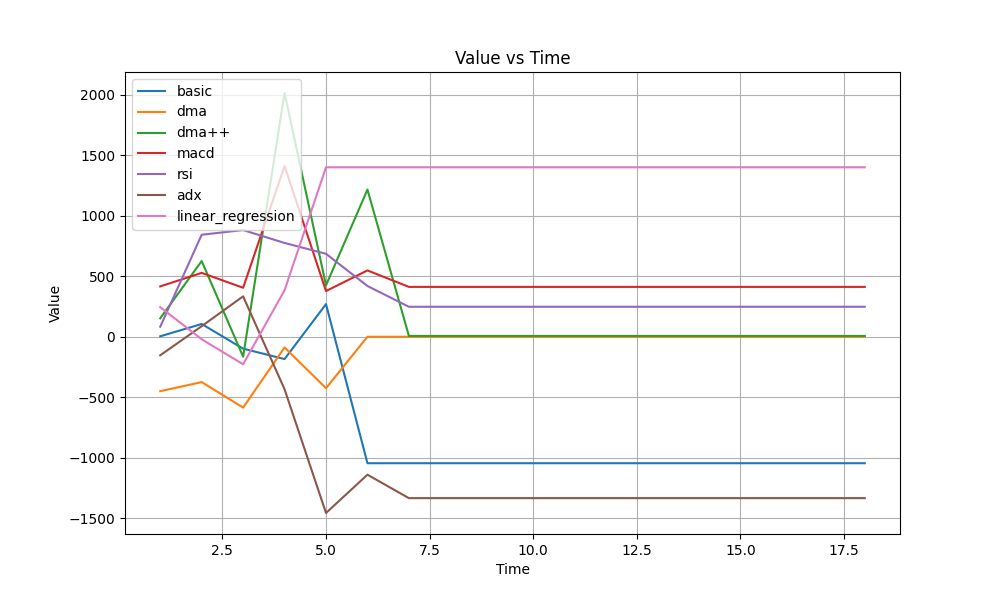 Value vs Time
basic
dma
dma++
macd
rsi
adx
linear_regression
Value
2000
1500
1000
500
0
−500
−1000
−1500
2.5 5.0 7.5 10.0 12.5 15.0 17.5
Time